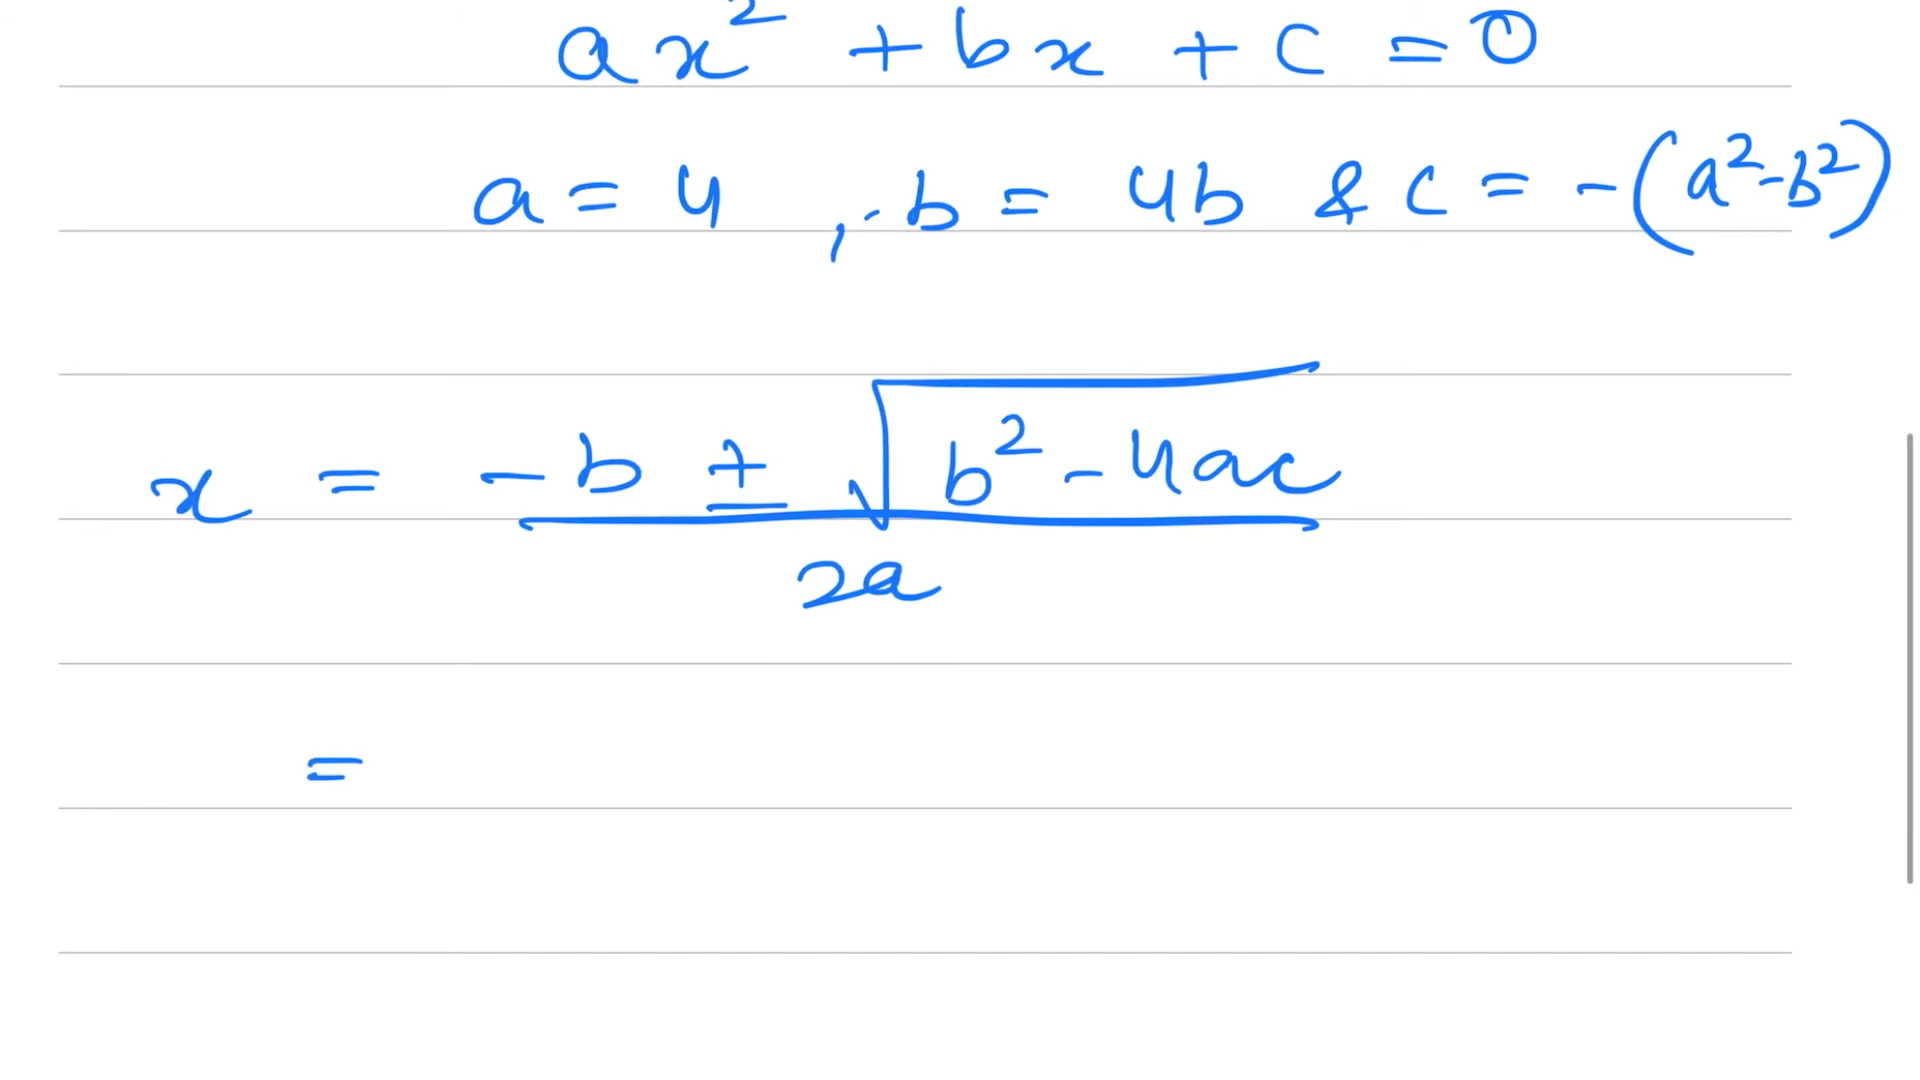 ax² + bx + c = 0
a = 4 , b = 4b & c = -(a²-b²)
x = -b ± √b² - 4ac
2a
=